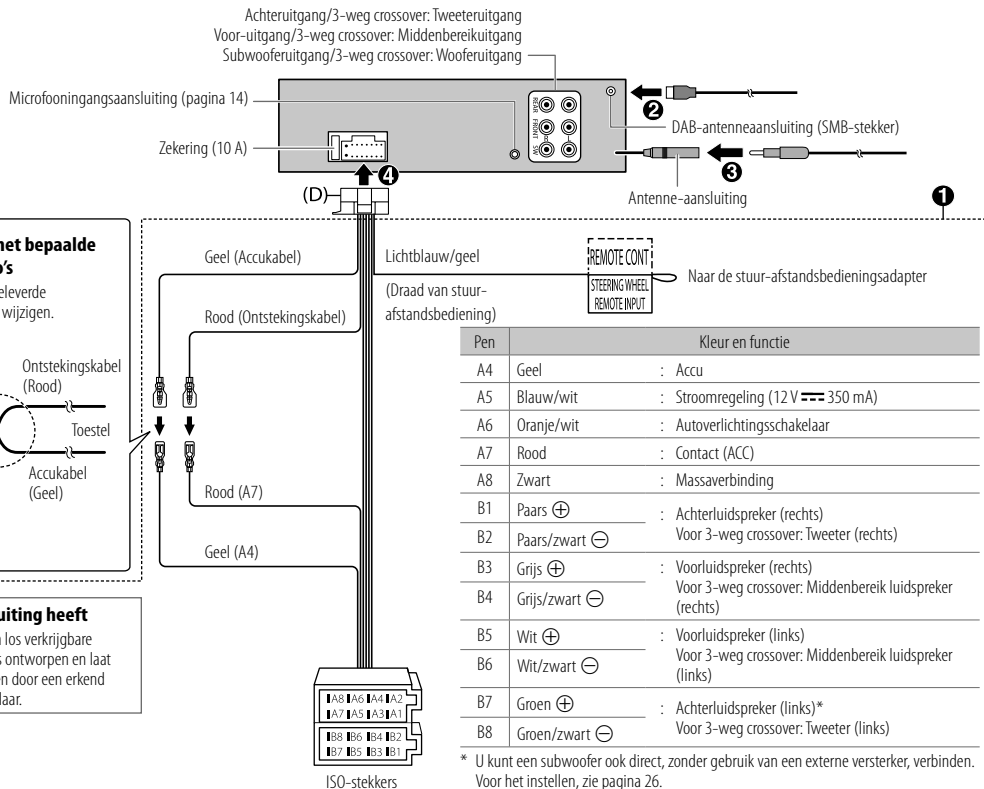 Achteruitgang/3-weg crossover: Tweeteruitgang
Voor-uitgang/3-weg crossover: Middenbereikuitgang
Subwooferuitgang/3-weg crossover: Wooferuitgang
Microfooningangsaansluiting (pagina 14)
Zekering (10 A)
REAR
FRONT
SW
2
DAB-antenneaansluiting (SMB-stekker)
3
Antenne-aansluiting
4
(D)
1
net bepaalde
o's
eleverde
wijzigen.
Ontstekingskabel
(Rood)
Toestel
Accukabel
(Geel)
Geel (Accukabel)
Rood (Ontstekingskabel)
Rood (A7)
Geel (A4)
Lichtblauw/geel
(Draad van stuur-
afstandsbediening)
REMOTE CONT
STEERING WHEEL
REMOTE INPUT
Naar de stuur-afstandsbedieningsadapter
Pen Kleur en functie
A4 Geel : Accu
A5 Blauw/wit : Stroomregeling (12 V ⎓ 350 mA)
A6 Oranje/wit : Autoverlichtingsschakelaar
A7 Rood : Contact (ACC)
A8 Zwart : Massaverbinding
B1 Paars ⊕ : Achterluidspreker (rechts)
B2 Paars/zwart ⊖ Voor 3-weg crossover: Tweeter (rechts)
B3 Grijs ⊕ : Voorluidspreker (rechts)
B4 Grijs/zwart ⊖ Voor 3-weg crossover: Middenbereik luidspreker
(rechts)
B5 Wit ⊕ : Voorluidspreker (links)
B6 Wit/zwart ⊖ Voor 3-weg crossover: Middenbereik luidspreker
(links)
B7 Groen ⊕ : Achterluidspreker (links)*
B8 Groen/zwart ⊖ Voor 3-weg crossover: Tweeter (links)
* U kunt een subwoofer ook direct, zonder gebruik van een externe versterker, verbinden.
Voor het instellen, zie pagina 26.
uiting heeft
n los verkrijgbare
s ontworpen en laat
en door een erkend
laar.
A8 A6 A4 A2
A7 A5 A3 A1
B8 B6 B4 B2
B7 B5 B3 B1
ISO-stekkers